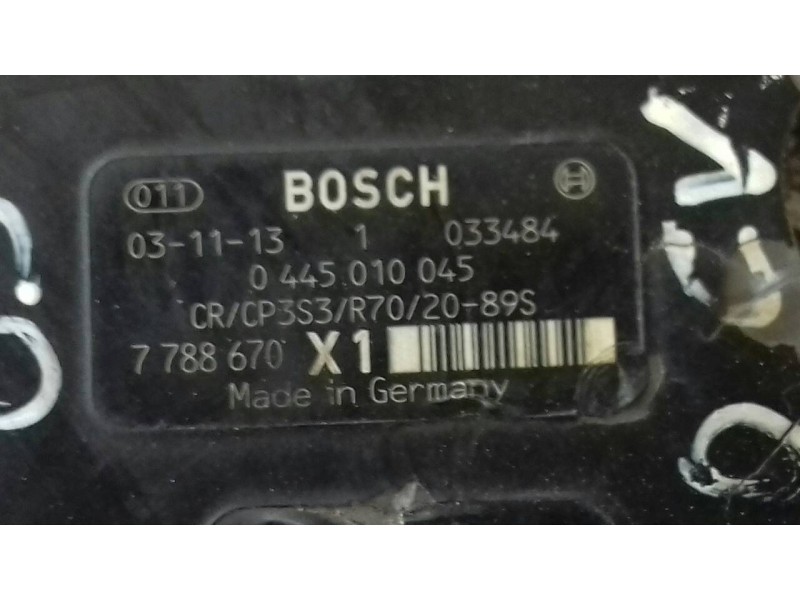 011 BOSCH
03-11-13 1 033484
0 445 010 045
CR/CP3S3/R70/20-89S
7 788 670 X1
Made in Germany